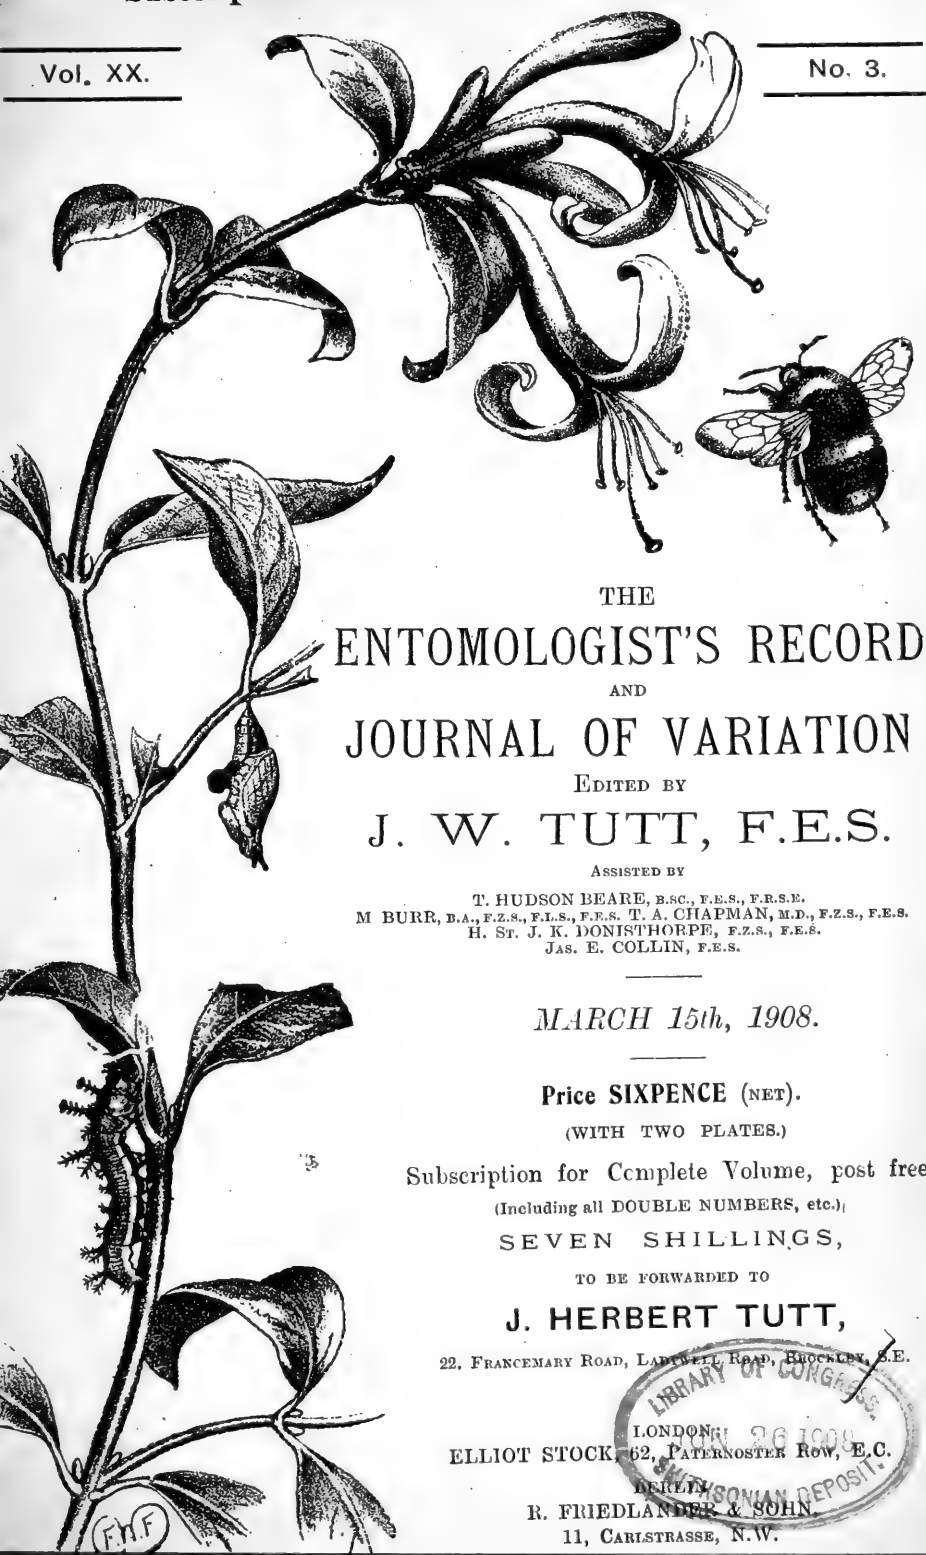 Vol. XX.
No. 3.
THE
ENTOMOLOGIST'S RECORD
AND
JOURNAL OF VARIATION
EDITED BY
J. W. TUTT, F.E.S.
ASSISTED BY
T. HUDSON BEARE, B.SC., F.E.S., F.R.S.E.
M BURR, B.A., F.Z.S., F.L.S., F.E.S. T. A. CHAPMAN, M.D., F.Z.S., F.E.S.
H. ST. J. K. DONISTHORPE, F.Z.S., F.E.S.
JAS. E. COLLIN, F.E.S.
MARCH 15th, 1908.
Price SIXPENCE (NET).
(WITH TWO PLATES.)
Subscription for Complete Volume, post free
(Including all DOUBLE NUMBERS, etc.),
SEVEN SHILLINGS,
TO BE FORWARDED TO
J. HERBERT TUTT,
22, FRANCEMARY ROAD, LADYWELL ROAD, BROCKLEY, S.E.
LIBRARY OF CONGRESS
26 1908
SMITHSONIAN DEPOSIT.
LONDON:
ELLIOT STOCK, 62, PATERNOSTER ROW, E.C.
BERLIN
R. FRIEDLANDER & SOHN,
11, CARLSTRASSE, N.W.
F.W.F